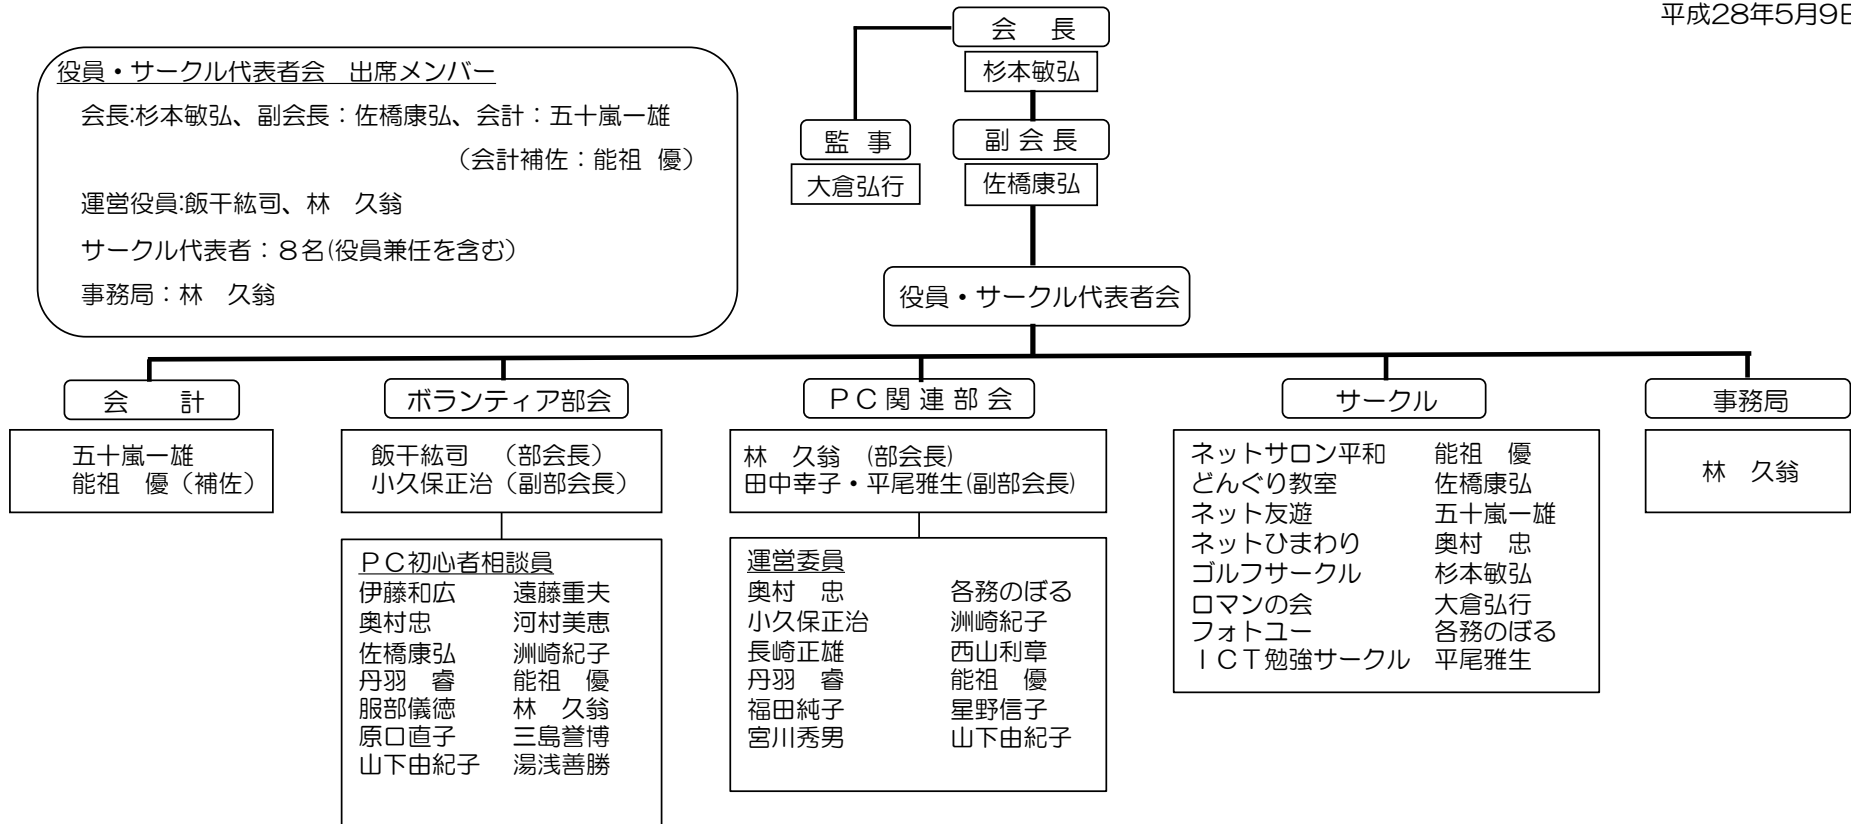 平成28年5月9日
会　長
杉本敏弘
監 事
大倉弘行
副 会 長
佐橋康弘
役員・サークル代表者会　出席メンバー
会長:杉本敏弘、副会長：佐橋康弘、会計：五十嵐一雄
（会計補佐：能祖 優）
運営役員:飯干紘司、林　久翁
サークル代表者：８名(役員兼任を含む）
事務局：林　久翁
役員・サークル代表者会
会　　計
五十嵐一雄
能祖　優（補佐）
ボランティア部会
飯干紘司　（部会長）
小久保正治（副部会長）
ＰＣ初心者相談員
伊藤和広　遠藤重夫
奥村忠　河村美恵
佐橋康弘　洲崎紀子
丹羽　睿　能祖　優
服部儀徳　林　久翁
原口直子　三島誉博
山下由紀子　湯浅善勝
ＰＣ関連部会
林　久翁　(部会長)
田中幸子・平尾雅生(副部会長)
運営委員
奥村　忠　各務のぼる
小久保正治　洲崎紀子
長崎正雄　西山利章
丹羽　睿　能祖　優
福田純子　星野信子
宮川秀男　山下由紀子
サークル
ネットサロン平和　能祖　優
どんぐり教室　佐橋康弘
ネット友遊　五十嵐一雄
ネットひまわり　奥村　忠
ゴルフサークル　杉本敏弘
ロマンの会　大倉弘行
フォトユー　各務のぼる
ＩＣＴ勉強サークル　平尾雅生
事務局
林　久翁